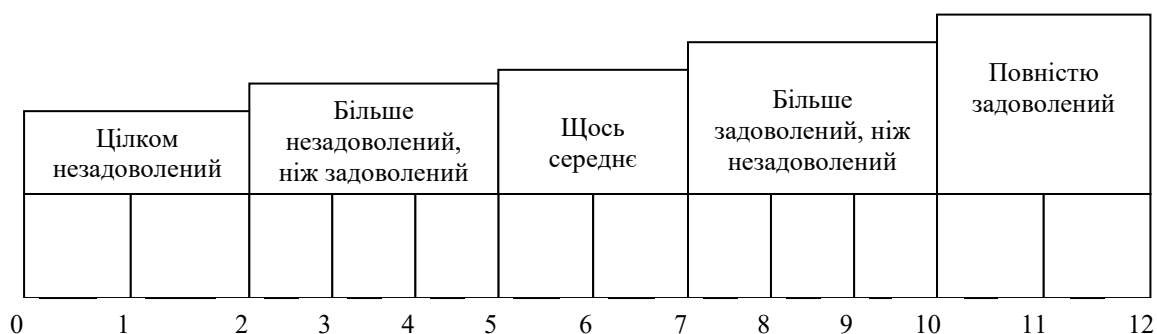 Цілком
незадоволений
Більше
незадоволений,
ніж задоволений
Щось
середнє
Більше
задоволений, ніж
незадоволений
Повністю
задоволений
0 1 2 3 4 5 6 7 8 9 10 11 12